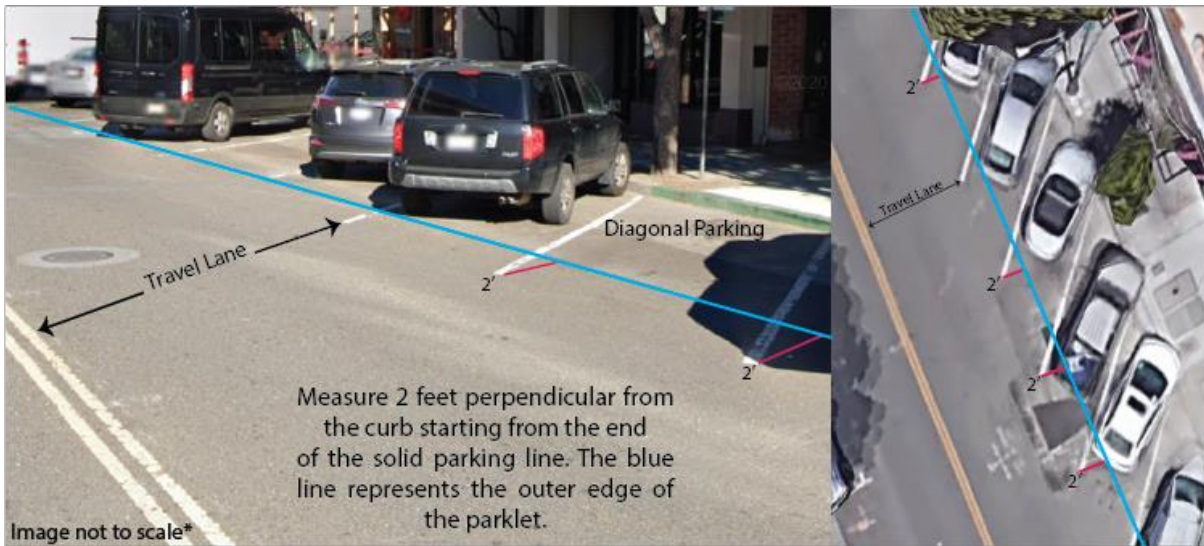 Diagonal Parking
Travel Lane
2'
2'
Measure 2 feet perpendicular from
the curb starting from the end
of the solid parking line. The blue
line represents the outer edge of
the parklet.
Image not to scale*
2'
Travel Lane
2'
2'
2'